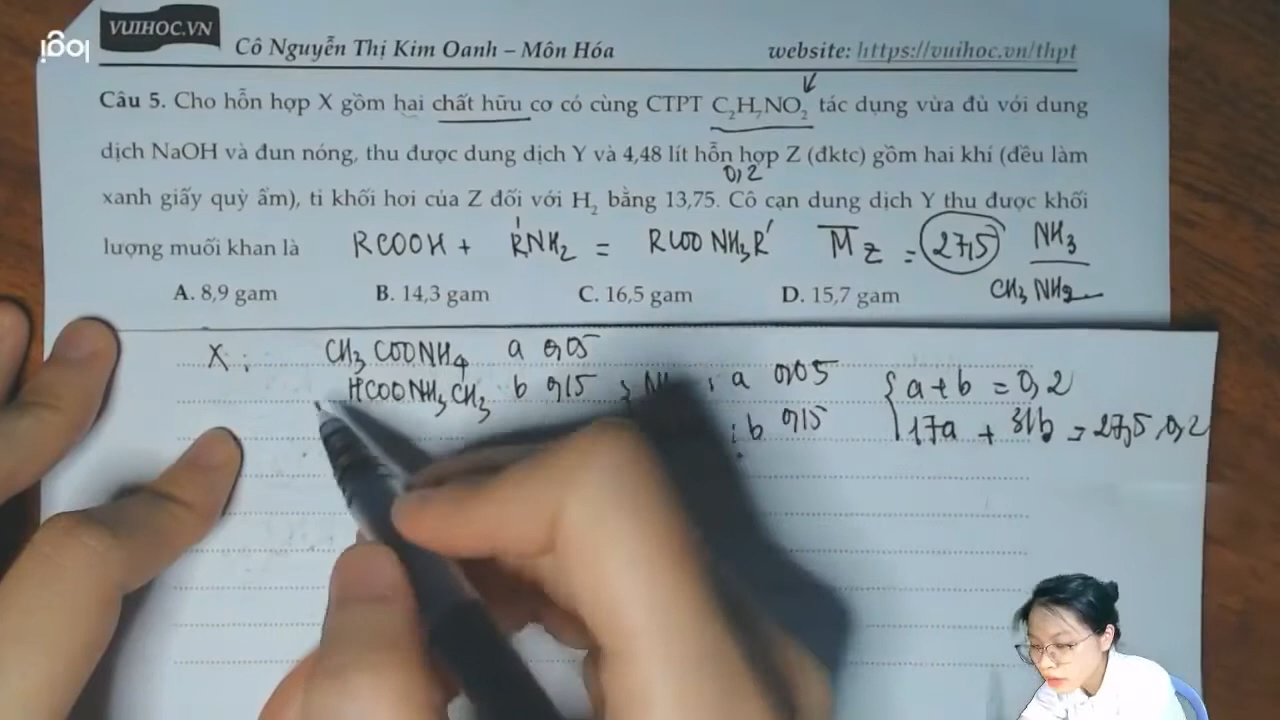 VUIHOC.VN
logi
Cô Nguyễn Thị Kim Oanh – Môn Hóa
website: https://vuihoc.vn/thpt
Câu 5. Cho hỗn hợp X gồm hai chất hữu cơ có cùng CTPT C₂H₇NO₂ tác dụng vừa đủ với dung
dịch NaOH và đun nóng, thu được dung dịch Y và 4,48 lít hỗn hợp Z (đktc) gồm hai khí (đều làm
0,2
xanh giấy quỳ ẩm), tỉ khối hơi của Z đối với H₂ bằng 13,75. Cô cạn dung dịch Y thu được khối
lượng muối khan là
RCOOH + R'NH₂ = RCOONH₃R' M̅z = 27,5 NH₃
CH₃NH₂
A. 8,9 gam B. 14,3 gam C. 16,5 gam D. 15,7 gam
X: CH₃COONH₄ a 0,05
HCOONH₃CH₃ b 0,15 ; : a 0,05 { a + b = 0,2
: b 0,15 17a + 31b = 27,5.0,2